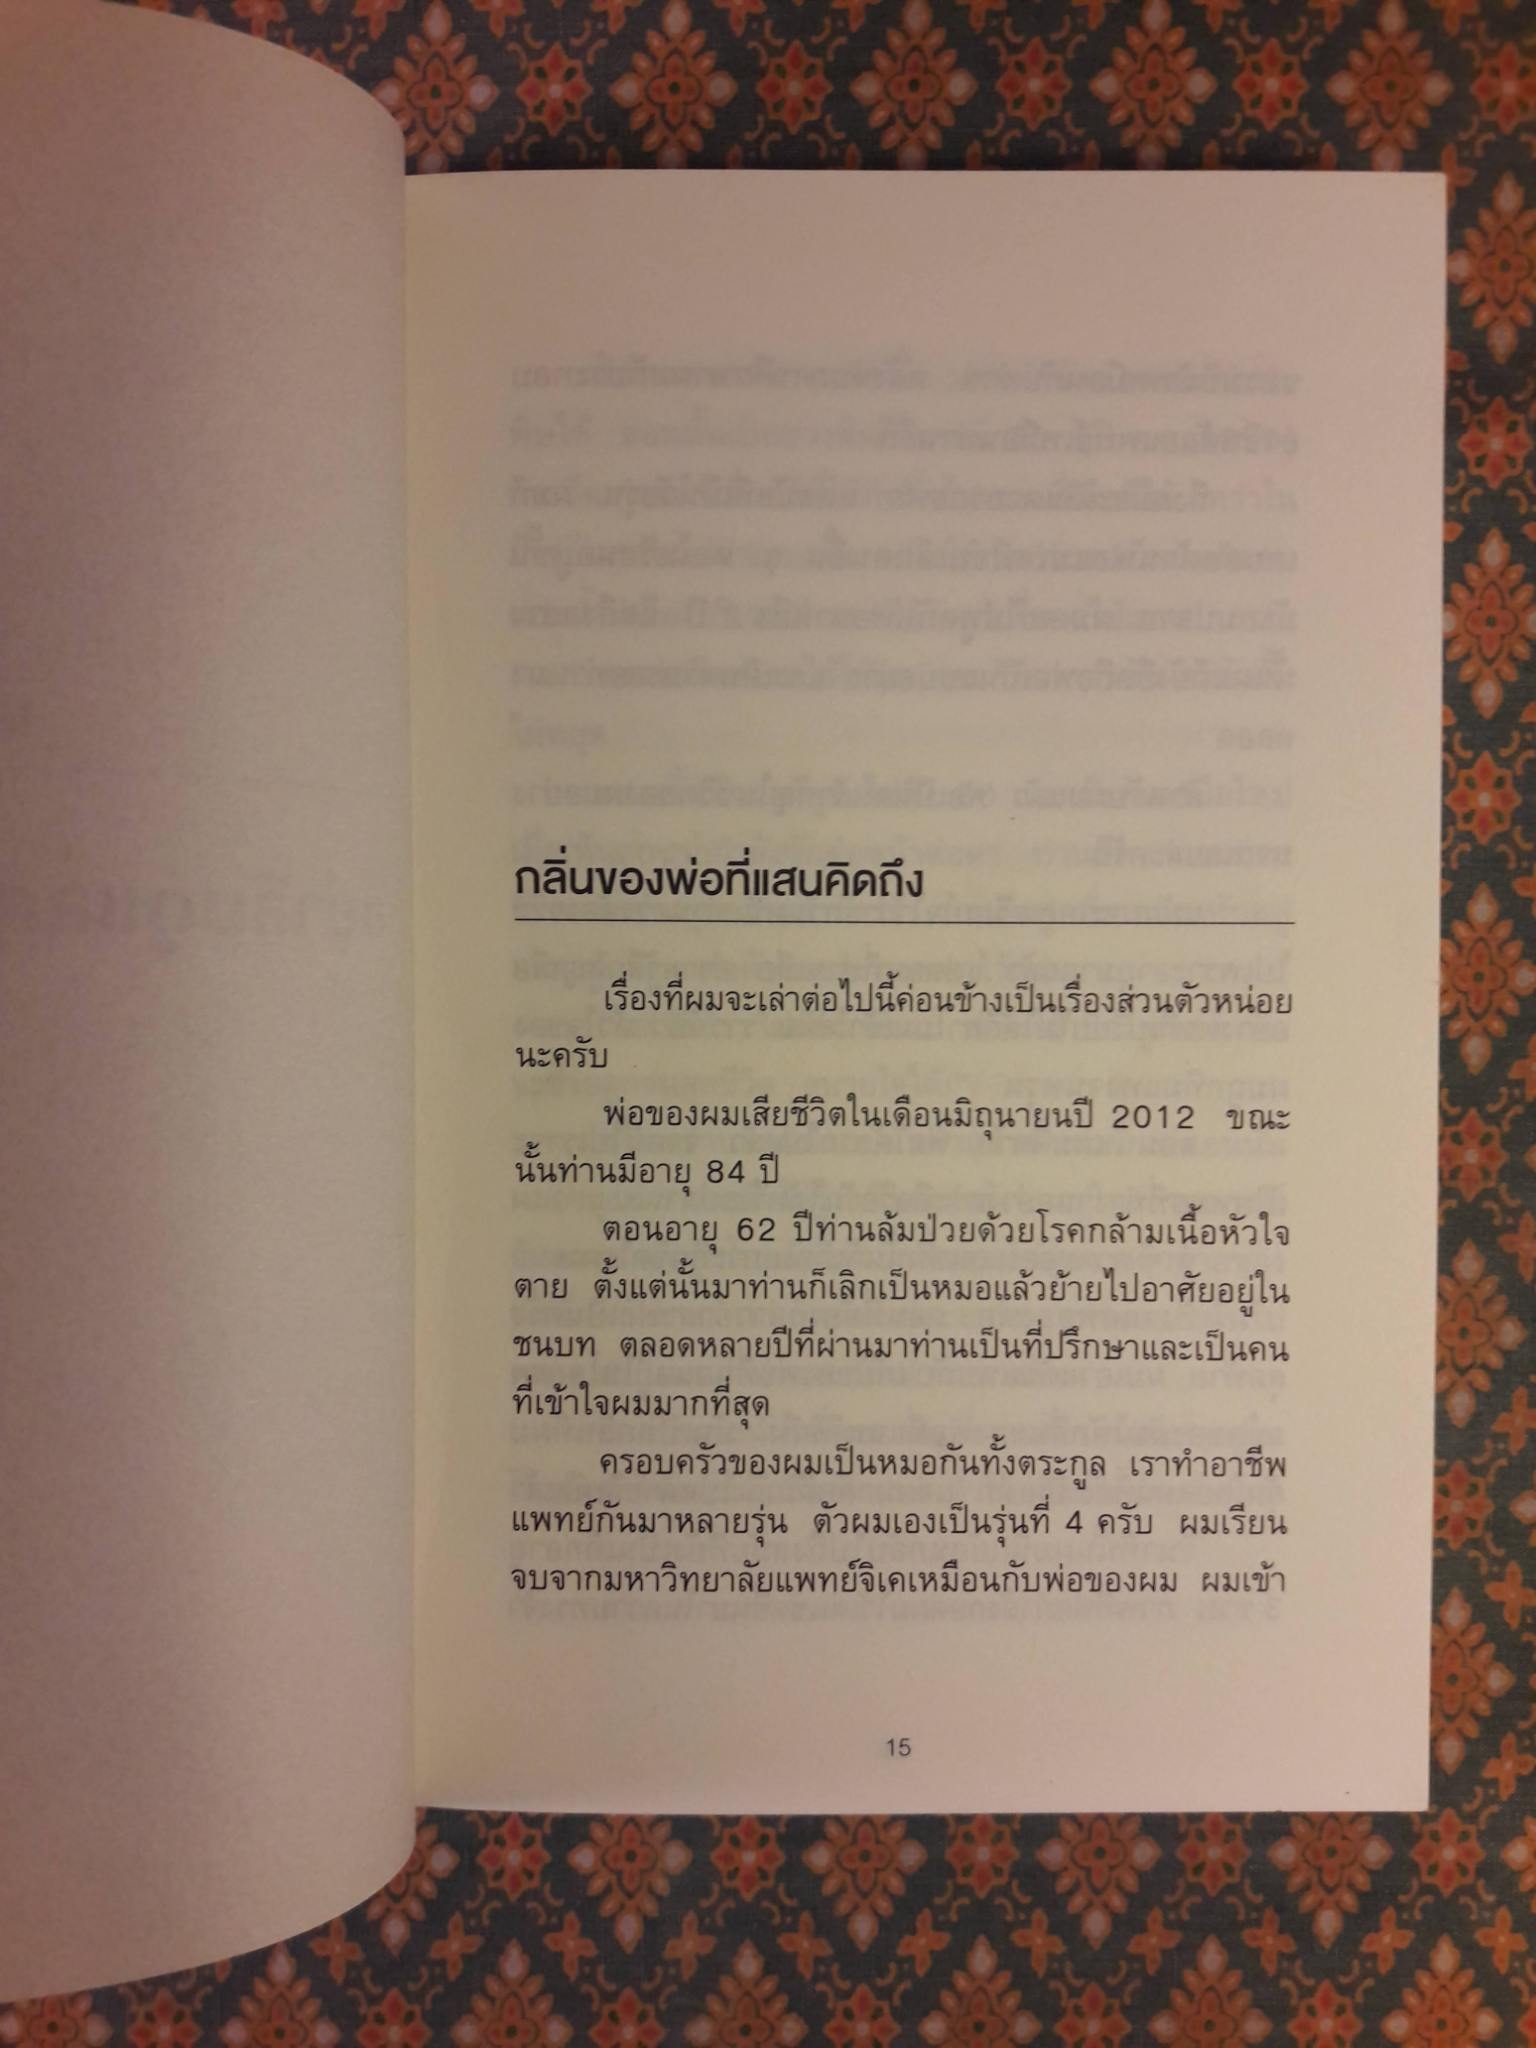 กลิ่นของพ่อที่แสนคิดถึง
เรื่องที่ผมจะเล่าต่อไปนี้ค่อนข้างเป็นเรื่องส่วนตัวหน่อย
นะครับ
พ่อของผมเสียชีวิตในเดือนมิถุนายนปี 2012 ขณะ
นั้นท่านมีอายุ 84 ปี
ตอนอายุ 62 ปีท่านล้มป่วยด้วยโรคกล้ามเนื้อหัวใจ
ตาย ตั้งแต่นั้นมาท่านก็เลิกเป็นหมอแล้วย้ายไปอาศัยอยู่ใน
ชนบท ตลอดหลายปีที่ผ่านมาท่านเป็นที่ปรึกษาและเป็นคน
ที่เข้าใจผมมากที่สุด
ครอบครัวของผมเป็นหมอกันทั้งตระกูล เราทำอาชีพ
แพทย์กันมาหลายรุ่น ตัวผมเองเป็นรุ่นที่ 4 ครับ ผมเรียน
จบจากมหาวิทยาลัยแพทย์จิเคเหมือนกับพ่อของผม ผมเข้า
15